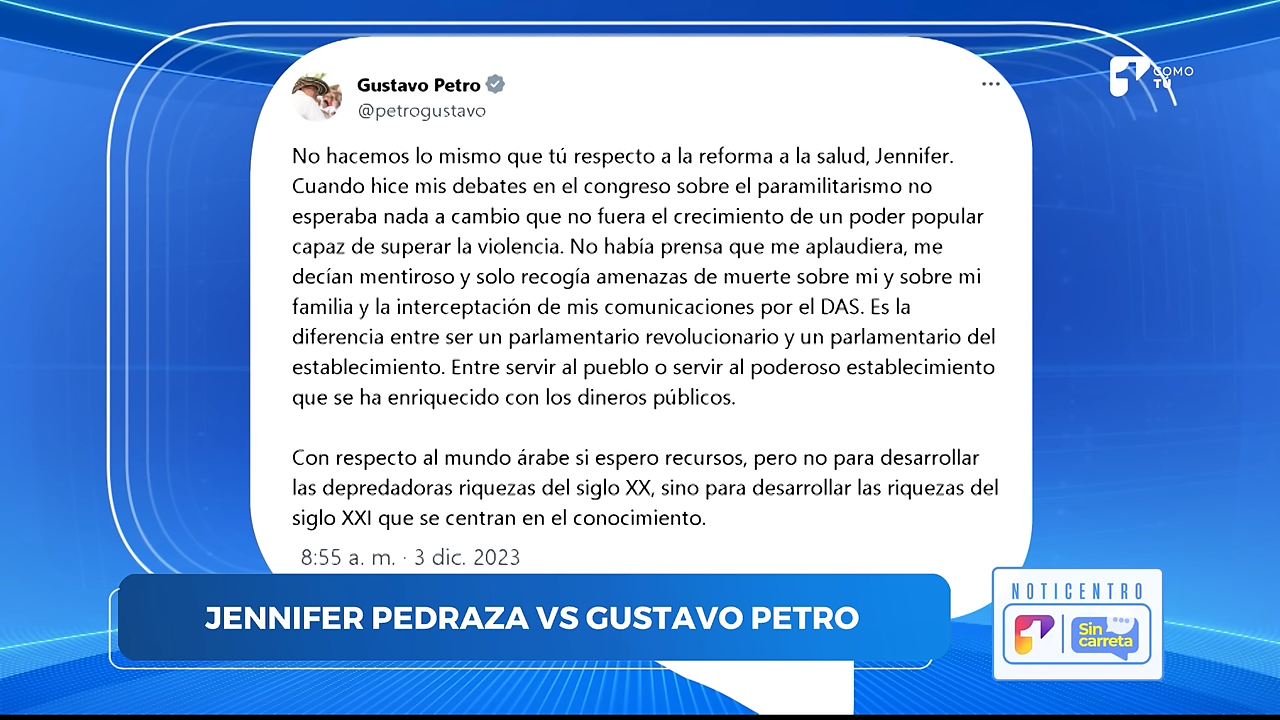 Gustavo Petro
@petrogustavo
COMO
TÚ
No hacemos lo mismo que tú respecto a la reforma a la salud, Jennifer.
Cuando hice mis debates en el congreso sobre el paramilitarismo no
esperaba nada a cambio que no fuera el crecimiento de un poder popular
capaz de superar la violencia. No había prensa que me aplaudiera, me
decían mentiroso y solo recogía amenazas de muerte sobre mi y sobre mi
familia y la interceptación de mis comunicaciones por el DAS. Es la
diferencia entre ser un parlamentario revolucionario y un parlamentario del
establecimiento. Entre servir al pueblo o servir al poderoso establecimiento
que se ha enriquecido con los dineros públicos.
Con respecto al mundo árabe si espero recursos, pero no para desarrollar
las depredadoras riquezas del siglo XX, sino para desarrollar las riquezas del
siglo XXI que se centran en el conocimiento.
8:55 a. m. · 3 dic. 2023
JENNIFER PEDRAZA VS GUSTAVO PETRO
NOTICENTRO
Sin
carreta